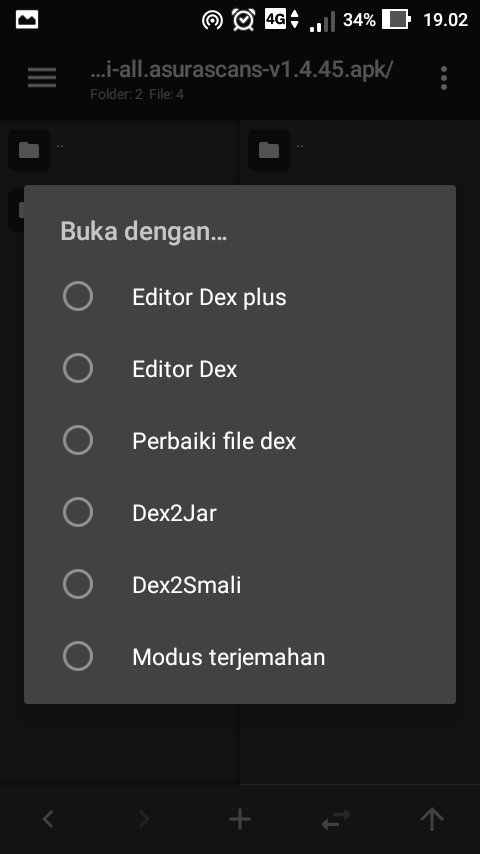 4G 34% 19.02
...i-all.asurascans-v1.4.45.apk/
Folder: 2 File: 4
.. ..
Buka dengan...
Editor Dex plus
Editor Dex
Perbaiki file dex
Dex2Jar
Dex2Smali
Modus terjemahan